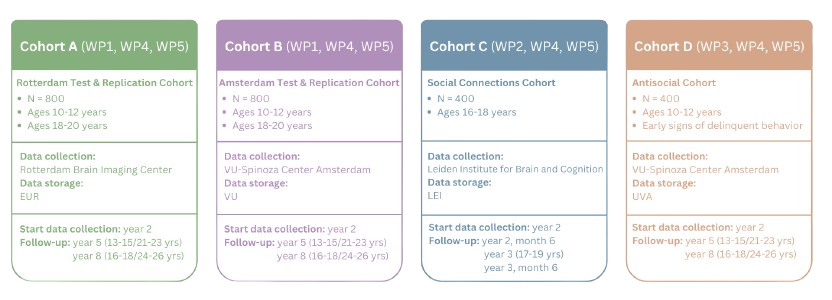 Cohort A (WP1, WP4, WP5)
Rotterdam Test & Replication Cohort
• N = 800
• Ages 10-12 years
• Ages 18-20 years
Data collection:
Rotterdam Brain Imaging Center
Data storage:
EUR
Start data collection: year 2
Follow-up: year 5 (13-15/21-23 yrs)
year 8 (16-18/24-26 yrs)
Cohort B (WP1, WP4, WP5)
Amsterdam Test & Replication Cohort
• N = 800
• Ages 10-12 years
• Ages 18-20 years
Data collection:
VU-Spinoza Center Amsterdam
Data storage:
VU
Start data collection: year 2
Follow-up: year 5 (13-15/21-23 yrs)
year 8 (16-18/24-26 yrs)
Cohort C (WP2, WP4, WP5)
Social Connections Cohort
• N = 400
• Ages 16-18 years
Data collection:
Leiden Institute for Brain and Cognition
Data storage:
LEI
Start data collection: year 2
Follow-up: year 2, month 6
year 3 (17-19 yrs)
year 3, month 6
Cohort D (WP3, WP4, WP5)
Antisocial Cohort
• N = 400
• Ages 10-12 years
• Early signs of delinquent behavior
Data collection:
VU-Spinoza Center Amsterdam
Data storage:
UVA
Start data collection: year 2
Follow-up: year 5 (13-15/21-23 yrs)
year 8 (16-18/24-26 yrs)